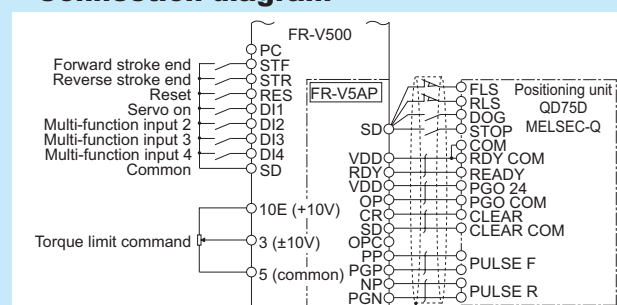 FR-V500
PC
Forward stroke end STF
Reverse stroke end STR
Reset RES
Servo on DI1
Multi-function input 2 DI2
Multi-function input 3 DI3
Multi-function input 4 DI4
Common SD
10E (+10V)
Torque limit command 3 (±10V)
5 (common)
FR-V5AP
SD
VDD
RDY
VDD
OP
CR
SD
OPC
PP
PGP
NP
PGN
FLS
RLS
DOG
STOP
COM
RDY COM
READY
PGO 24
PGO COM
CLEAR
CLEAR COM
PULSE F
PULSE R
Positioning unit
QD75D
MELSEC-Q